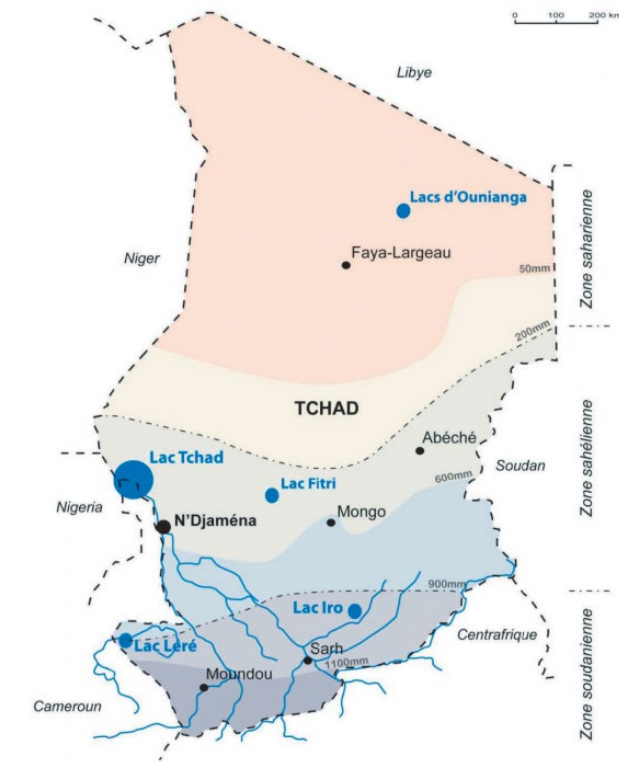 0 100 200 km
Libye
Lacs d'Ounianga
Zone saharienne
Faya-Largeau
Niger
50mm
200mm
TCHAD
Abéché
Zone sahélienne
Lac Tchad
Soudan
600mm
Lac Fitri
Nigeria
Mongo
N'Djaména
900mm
Lac Iro
Centrafrique
Lac Léré
Sarh
1100mm
Moundou
Zone soudanienne
Cameroun